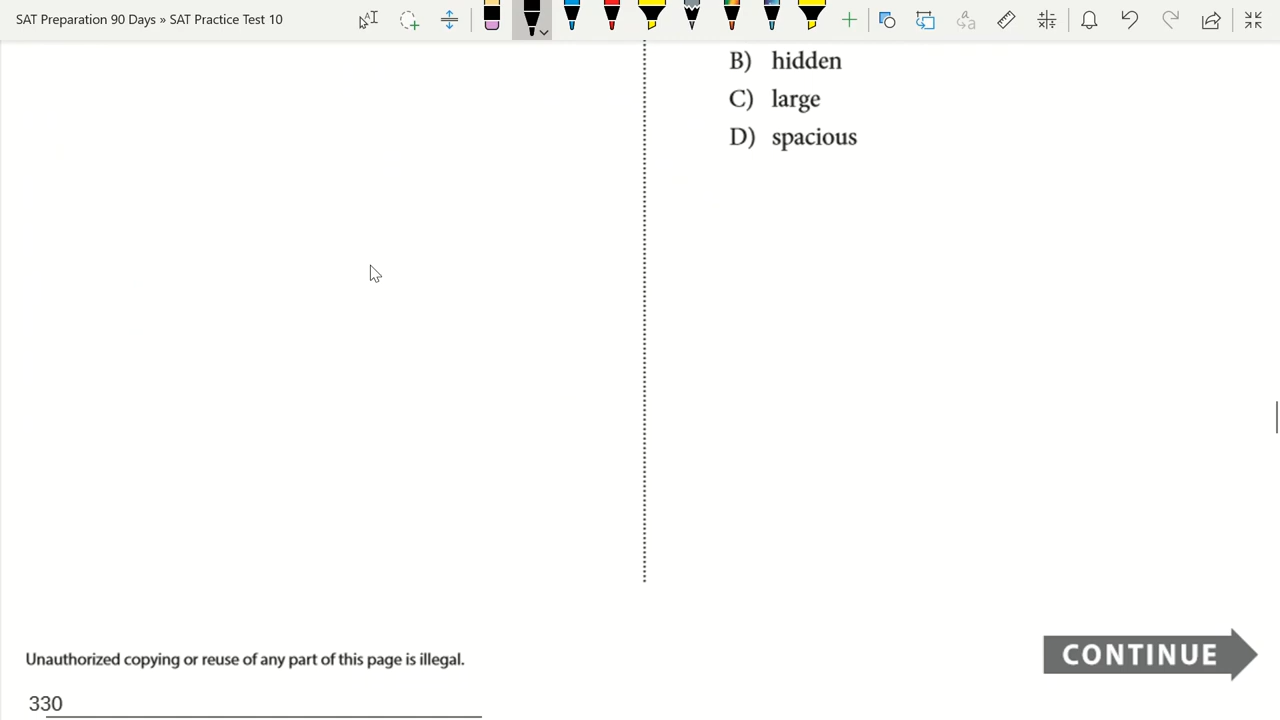 SAT Preparation 90 Days » SAT Practice Test 10
B) hidden
C) large
D) spacious
Unauthorized copying or reuse of any part of this page is illegal.
CONTINUE
330